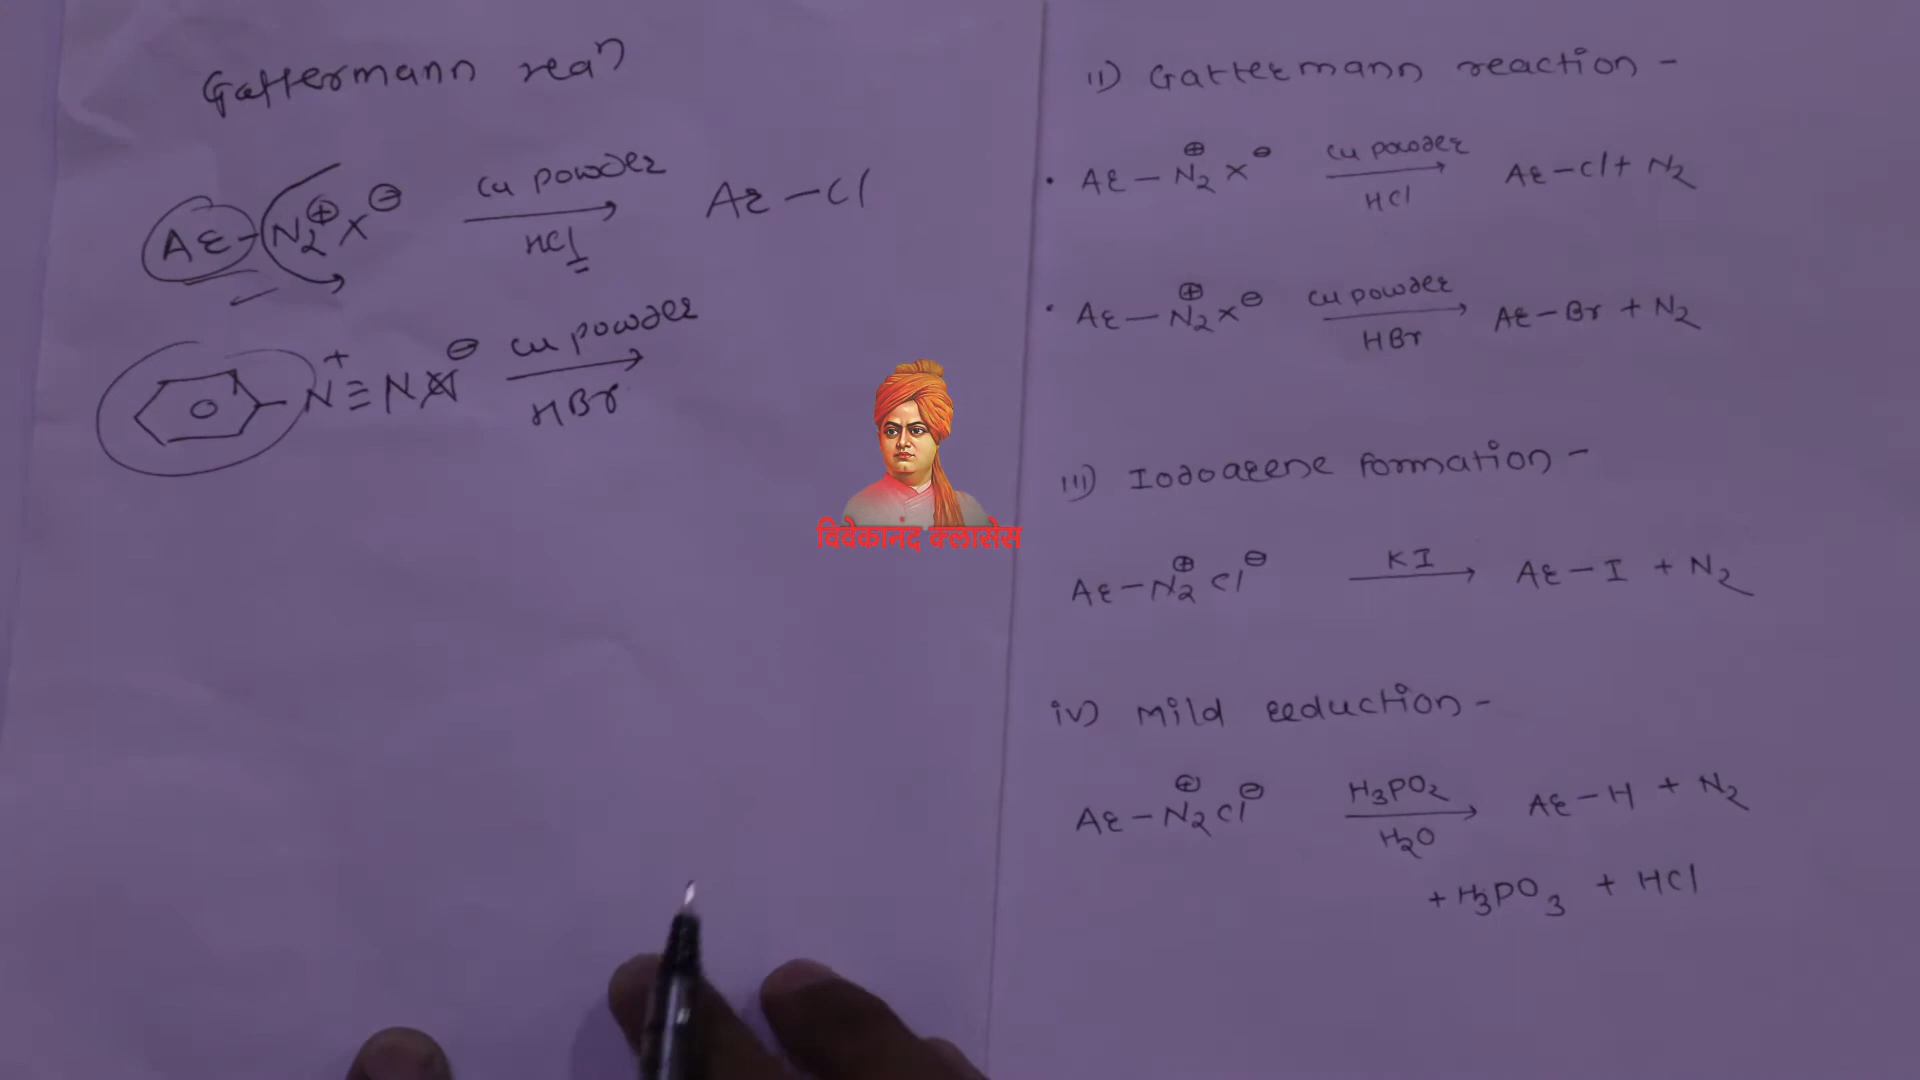 Gattermann rea^n
Ar-N2⊕ X⊖ Cu powder HCl Ar-Cl
N+≡N X⊖ Cu powder HBr
विवेकानद क्लासेस
ii) Gattermann reaction -
• Ar-N2⊕ X⊖ Cu powder HCl Ar-Cl + N2
• Ar-N2⊕ X⊖ Cu powder HBr Ar-Br + N2
iii) Iodoarene formation -
Ar-N2⊕ Cl⊖ KI Ar-I + N2
iv) Mild reduction -
Ar-N2⊕ Cl⊖ H3PO2 H2O Ar-H + N2
+ H3PO3 + HCl